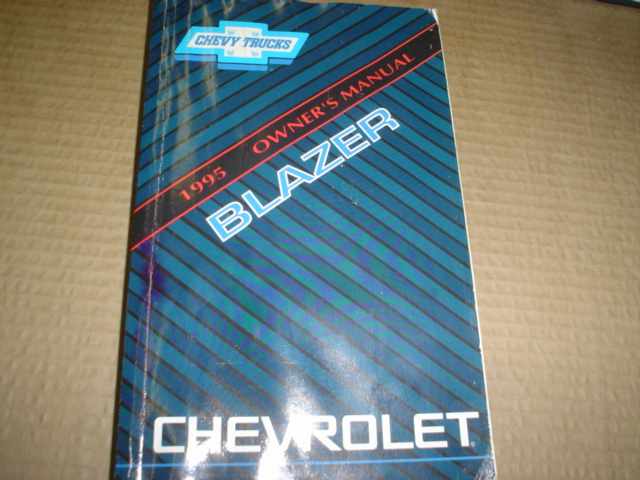 CHEVY TRUCKS
1995 OWNER'S MANUAL
BLAZER
CHEVROLET